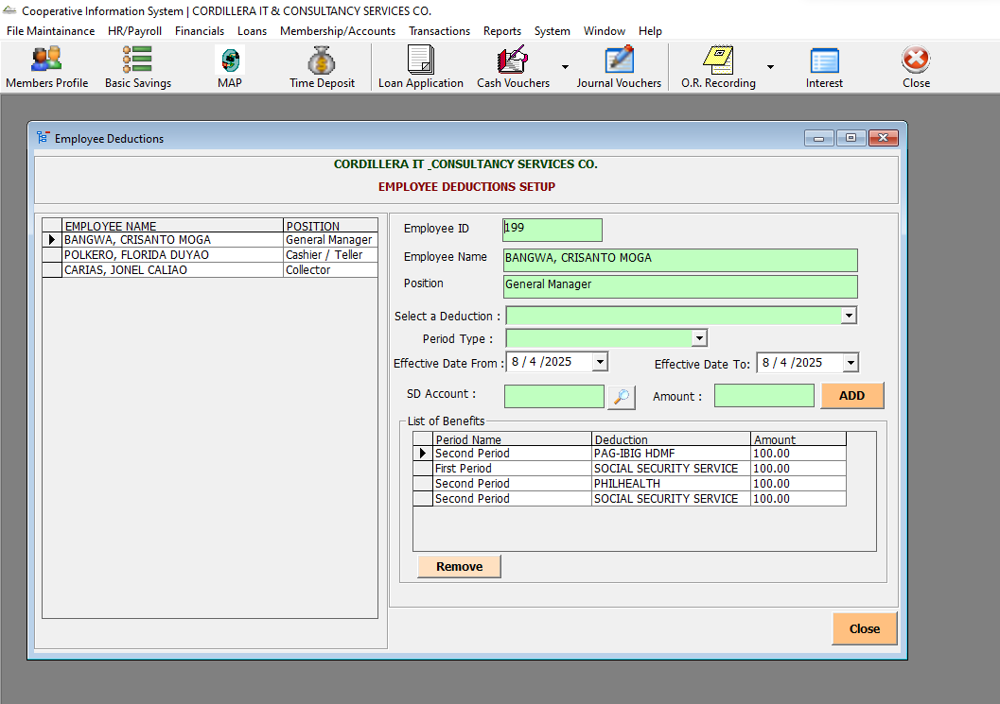 Cooperative Information System | CORDILLERA IT & CONSULTANCY SERVICES CO.
File Maintainance HR/Payroll Financials Loans Membership/Accounts Transactions Reports System Window Help
Members Profile Basic Savings MAP Time Deposit Loan Application Cash Vouchers Journal Vouchers O.R. Recording Interest Close
Employee Deductions
CORDILLERA IT _CONSULTANCY SERVICES CO.
EMPLOYEE DEDUCTIONS SETUP
EMPLOYEE NAME POSITION
BANGWA, CRISANTO MOGA General Manager
POLKERO, FLORIDA DUYAO Cashier / Teller
CARIAS, JONEL CALIAO Collector
Employee ID 199
Employee Name BANGWA, CRISANTO MOGA
Position General Manager
Select a Deduction :
Period Type :
Effective Date From : 8 / 4 /2025 Effective Date To: 8 / 4 /2025
SD Account : Amount : ADD
List of Benefits
Period Name Deduction Amount
Second Period PAG-IBIG HDMF 100.00
First Period SOCIAL SECURITY SERVICE 100.00
Second Period PHILHEALTH 100.00
Second Period SOCIAL SECURITY SERVICE 100.00
Remove
Close